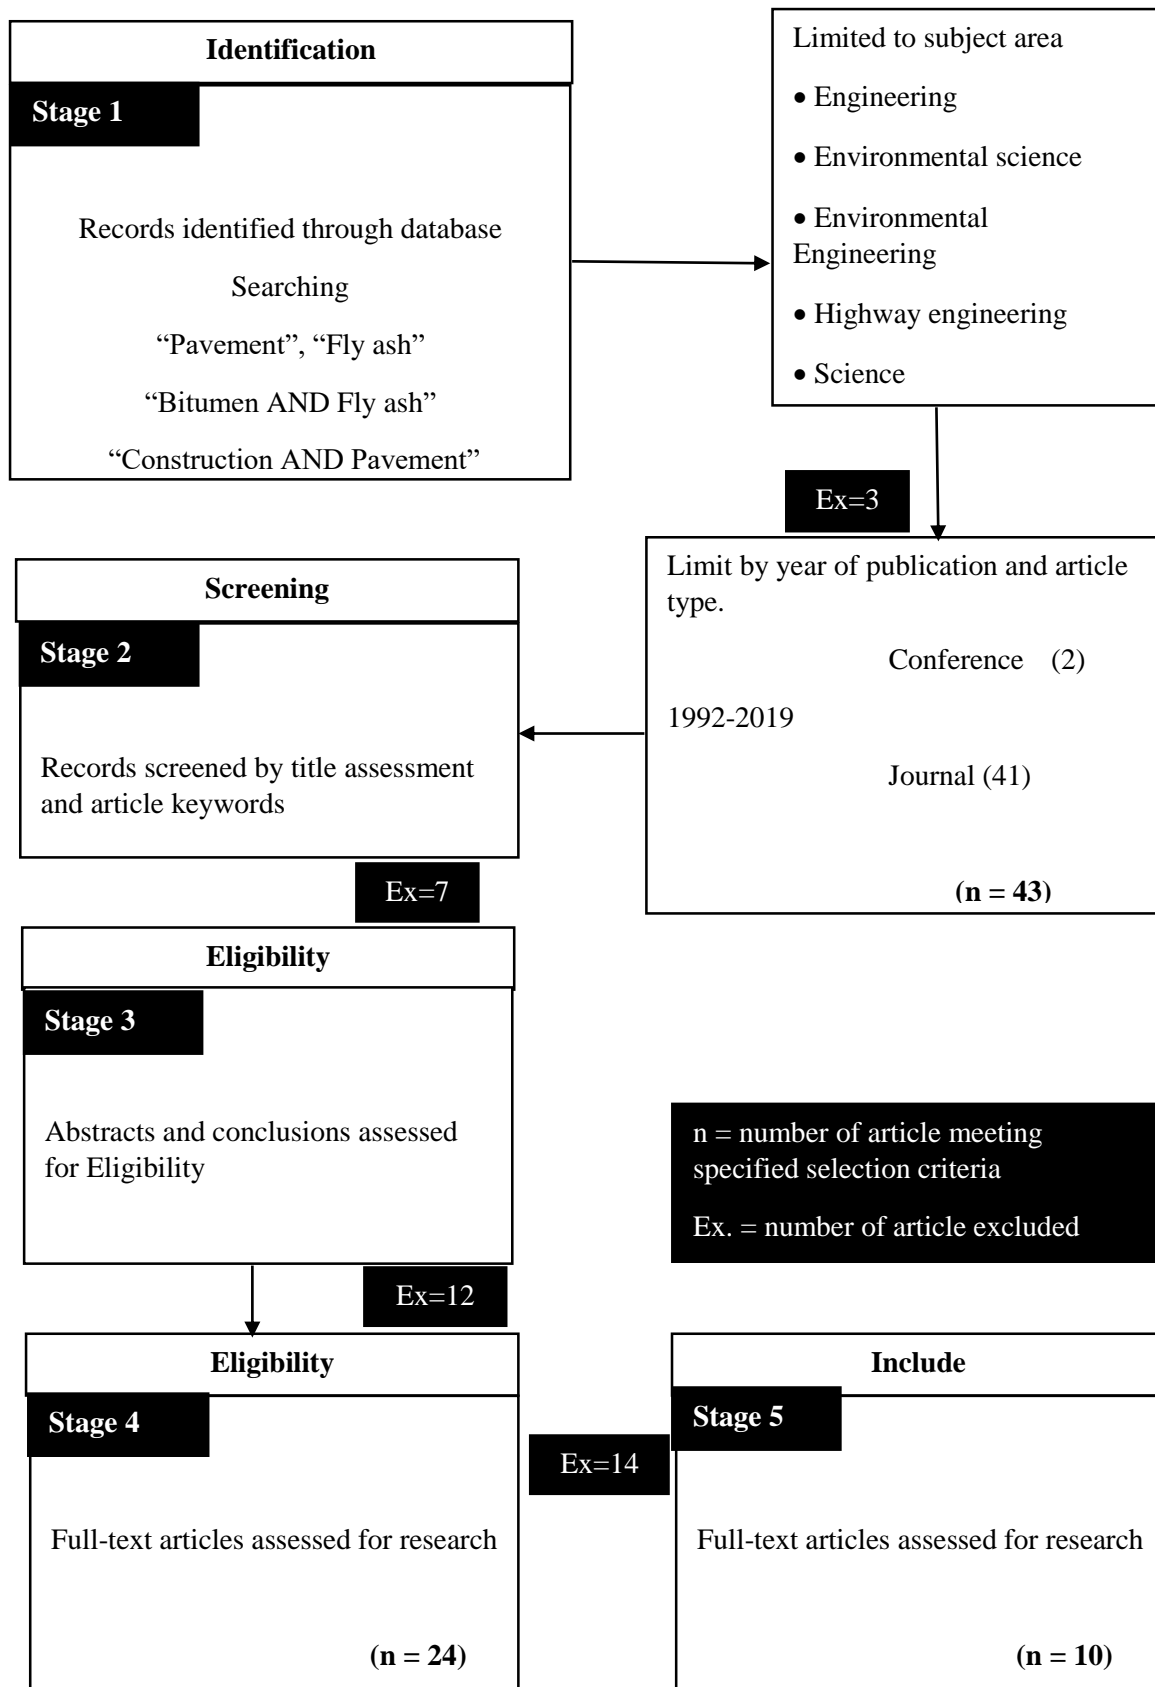 Identification
Stage 1
Records identified through database
Searching
“Pavement”, “Fly ash”
“Bitumen AND Fly ash”
“Construction AND Pavement”
Limited to subject area
• Engineering
• Environmental science
• Environmental
Engineering
• Highway engineering
• Science
Ex=3
Limit by year of publication and article
type.
Conference (2)
1992-2019
Journal (41)
(n = 43)
Screening
Stage 2
Records screened by title assessment
and article keywords
Ex=7
Eligibility
Stage 3
Abstracts and conclusions assessed
for Eligibility
n = number of article meeting
specified selection criteria
Ex. = number of article excluded
Ex=12
Eligibility
Stage 4
Full-text articles assessed for research
(n = 24)
Ex=14
Include
Stage 5
Full-text articles assessed for research
(n = 10)